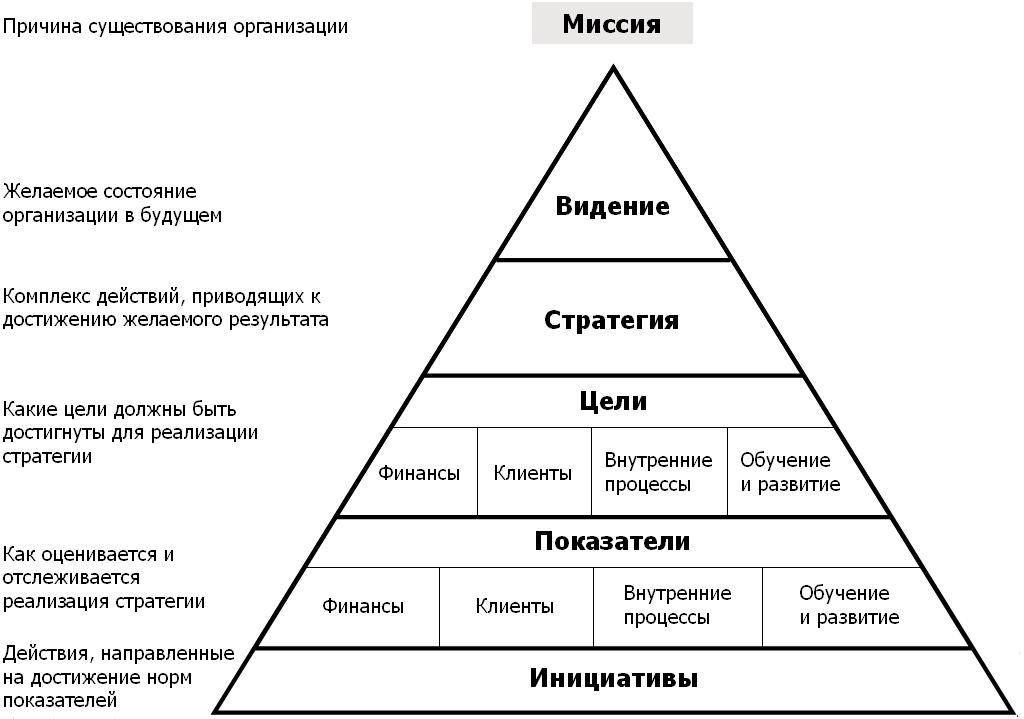 Причина существования организации
Миссия
Желаемое состояние
организации в будущем
Видение
Комплекс действий, приводящих к
достижению желаемого результата
Стратегия
Какие цели должны быть
достигнуты для реализации
стратегии
Цели
Финансы
Клиенты
Внутренние
процессы
Обучение
и развитие
Как оценивается и
отслеживается
реализация стратегии
Показатели
Финансы
Клиенты
Внутренние
процессы
Обучение
и развитие
Действия, направленные
на достижение норм
показателей
Инициативы